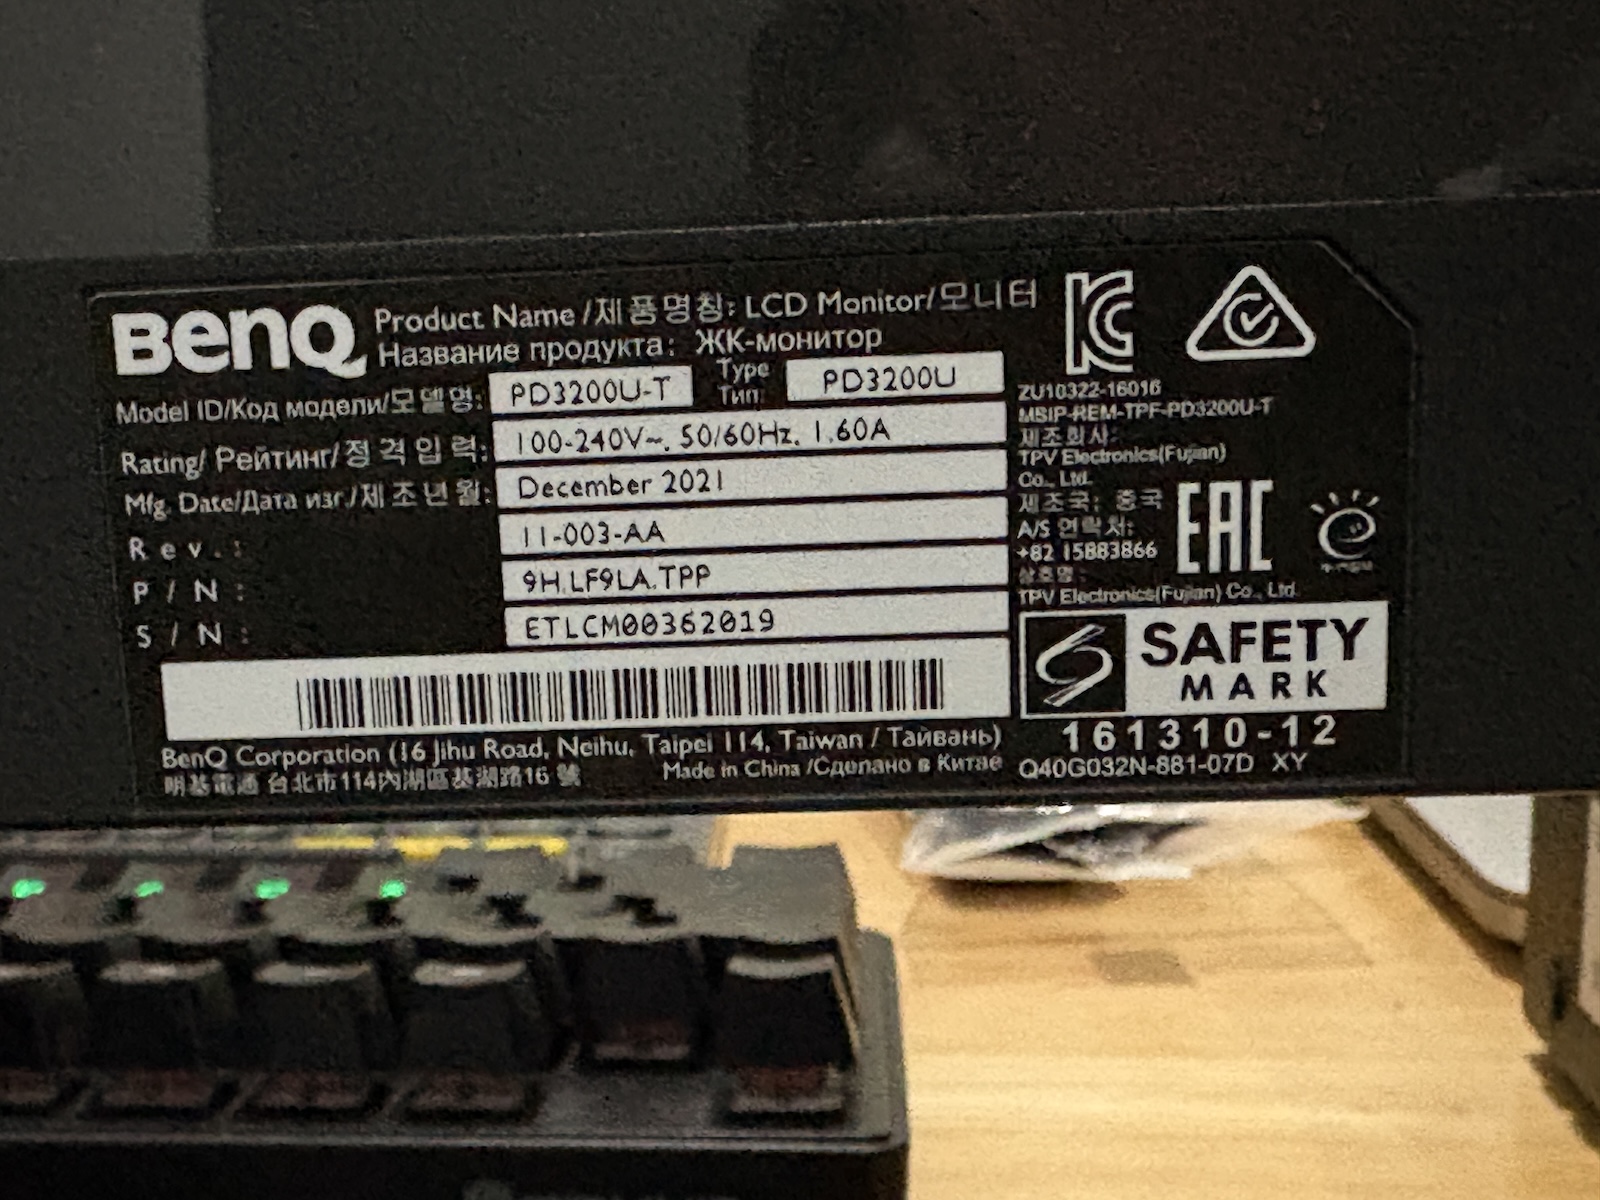 BenQ
Product Name /제품명칭: LCD Monitor/모니터
Название продукта: ЖК-монитор
Model ID/Код модели/모델명: PD3200U-T Type Тип: PD3200U
Rating/ Рейтинг/정격입력: 100-240V~, 50/60Hz, 1.60A
Mfg. Date/Дата изг./제조년월: December 2021
Rev.: 11-003-AA
P/N: 9H.LF9LA.TPP
S/N: ETLCM00362019
BenQ Corporation (16 Jihu Road, Neihu, Taipei 114, Taiwan / Тайвань)
明基電通 台北市114內湖區基湖路16 號
Made in China /Сделано в Китае
ZU10322-16016
MSIP-REM-TPF-PD3200U-T
제조회사:
TPV Electronics(Fujian)
Co., Ltd.
제조국: 중국
A/S 연락처:
+82 15883866
상호명:
TPV Electronics(Fujian) Co., Ltd.
EAC
SAFETY
MARK
161310-12
Q40G032N-881-07D XY